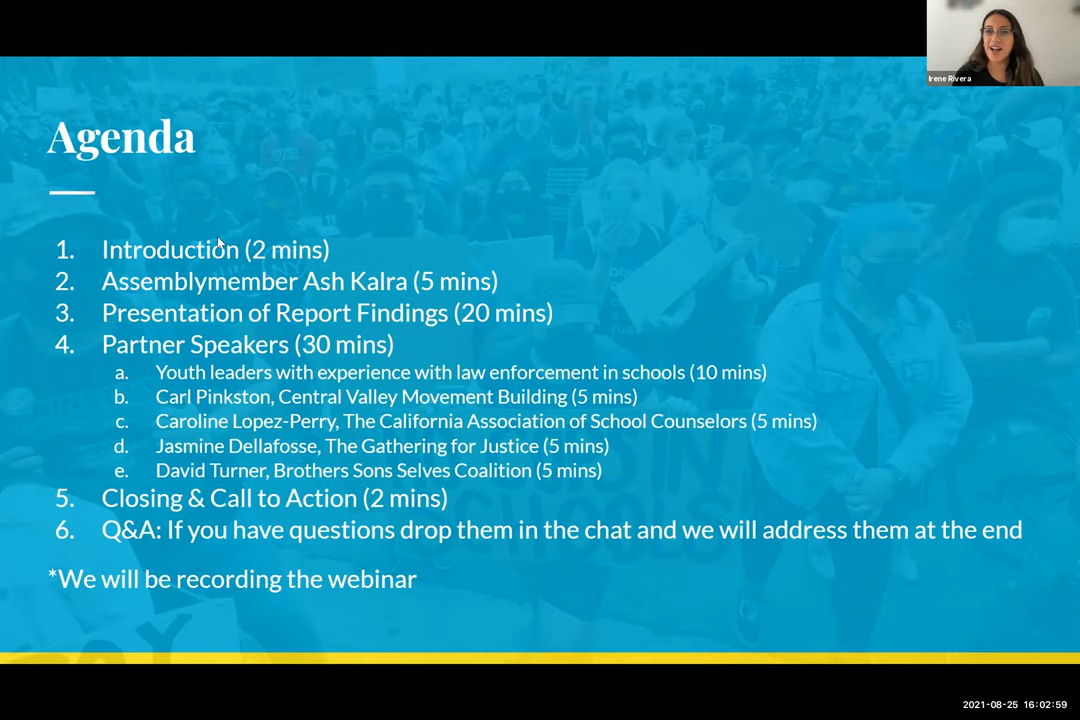 Irene Rivera
Agenda
1. Introduction (2 mins)
2. Assemblymember Ash Kalra (5 mins)
3. Presentation of Report Findings (20 mins)
4. Partner Speakers (30 mins)
a. Youth leaders with experience with law enforcement in schools (10 mins)
b. Carl Pinkston, Central Valley Movement Building (5 mins)
c. Caroline Lopez-Perry, The California Association of School Counselors (5 mins)
d. Jasmine Dellafosse, The Gathering for Justice (5 mins)
e. David Turner, Brothers Sons Selves Coalition (5 mins)
5. Closing & Call to Action (2 mins)
6. Q&A: If you have questions drop them in the chat and we will address them at the end
*We will be recording the webinar
2021-08-25 16:02:59